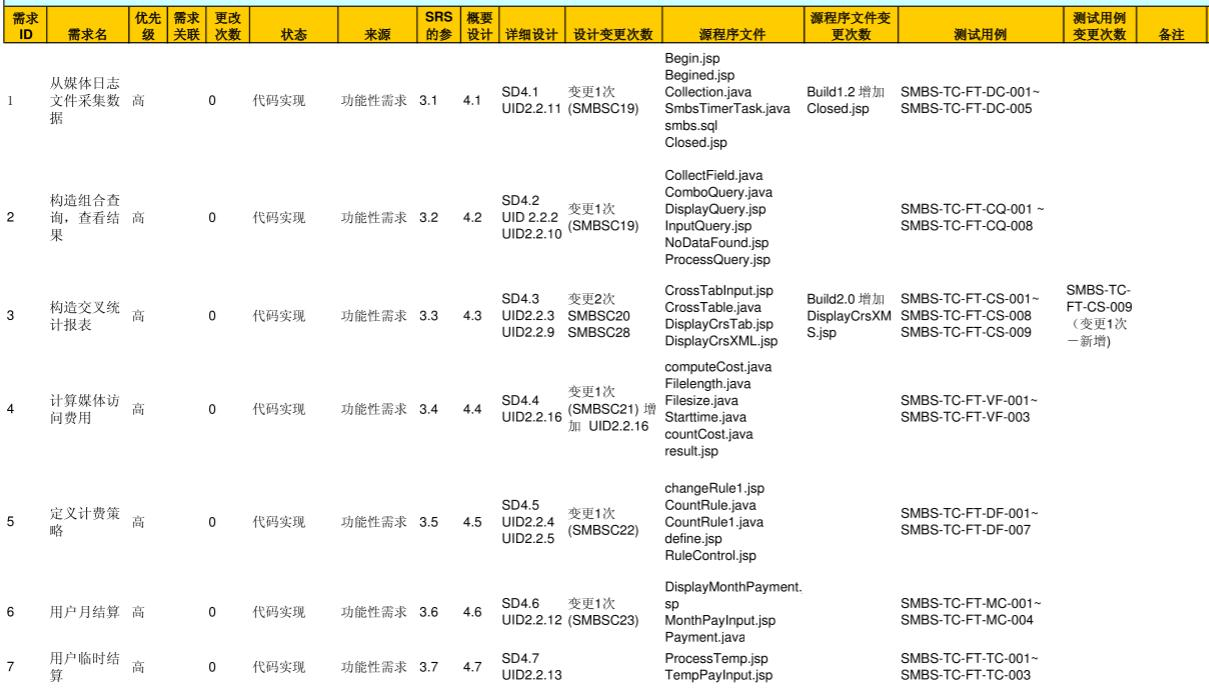 需求ID 需求名 优先级 需求关联 更改次数 状态 来源 SRS的参 概要设计 详细设计 设计变更次数 源程序文件 源程序文件变更次数 测试用例 测试用例变更次数 备注
1 从媒体日志文件采集数据 高 0 代码实现 功能性需求 3.1 4.1
SD4.1
UID2.2.11
变更1次
(SMBSC19)
Begin.jsp
Begined.jsp
Collection.java
SmbsTimerTask.java
smbs.sql
Closed.jsp
Build1.2 增加
Closed.jsp
SMBS-TC-FT-DC-001~
SMBS-TC-FT-DC-005
2 构造组合查询，查看结果 高 0 代码实现 功能性需求 3.2 4.2
SD4.2
UID 2.2.2
UID2.2.10
变更1次
(SMBSC19)
CollectField.java
ComboQuery.java
DisplayQuery.jsp
InputQuery.jsp
NoDataFound.jsp
ProcessQuery.jsp
SMBS-TC-FT-CQ-001 ~
SMBS-TC-FT-CQ-008
3 构造交叉统计报表 高 0 代码实现 功能性需求 3.3 4.3
SD4.3
UID2.2.3
UID2.2.9
变更2次
SMBSC20
SMBSC28
CrossTabInput.jsp
CrossTable.java
DisplayCrsTab.jsp
DisplayCrsXML.jsp
Build2.0 增加
DisplayCrsXM
S.jsp
SMBS-TC-FT-CS-001~
SMBS-TC-FT-CS-008
SMBS-TC-FT-CS-009
SMBS-TC-
FT-CS-009
（变更1次
－新增)
4 计算媒体访问费用 高 0 代码实现 功能性需求 3.4 4.4
SD4.4
UID2.2.16
变更1次
(SMBSC21) 增
加 UID2.2.16
computeCost.java
Filelength.java
Filesize.java
Starttime.java
countCost.java
result.jsp
SMBS-TC-FT-VF-001~
SMBS-TC-FT-VF-003
5 定义计费策略 高 0 代码实现 功能性需求 3.5 4.5
SD4.5
UID2.2.4
UID2.2.5
变更1次
(SMBSC22)
changeRule1.jsp
CountRule.java
CountRule1.java
define.jsp
RuleControl.jsp
SMBS-TC-FT-DF-001~
SMBS-TC-FT-DF-007
6 用户月结算 高 0 代码实现 功能性需求 3.6 4.6
SD4.6
UID2.2.12
变更1次
(SMBSC23)
DisplayMonthPayment.
sp
MonthPayInput.jsp
Payment.java
SMBS-TC-FT-MC-001~
SMBS-TC-FT-MC-004
7 用户临时结算 高 0 代码实现 功能性需求 3.7 4.7
SD4.7
UID2.2.13
ProcessTemp.jsp
TempPayInput.jsp
SMBS-TC-FT-TC-001~
SMBS-TC-FT-TC-003